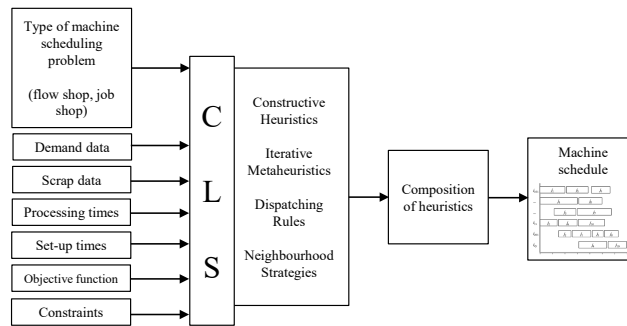 Type of machine
scheduling
problem
(flow shop, job
shop)
Demand data
Scrap data
Processing times
Set-up times
Objective function
Constraints
C
L
S
Constructive
Heuristics
Iterative
Metaheuristics
Dispatching
Rules
Neighbourhood
Strategies
Composition
of heuristics
Machine
schedule